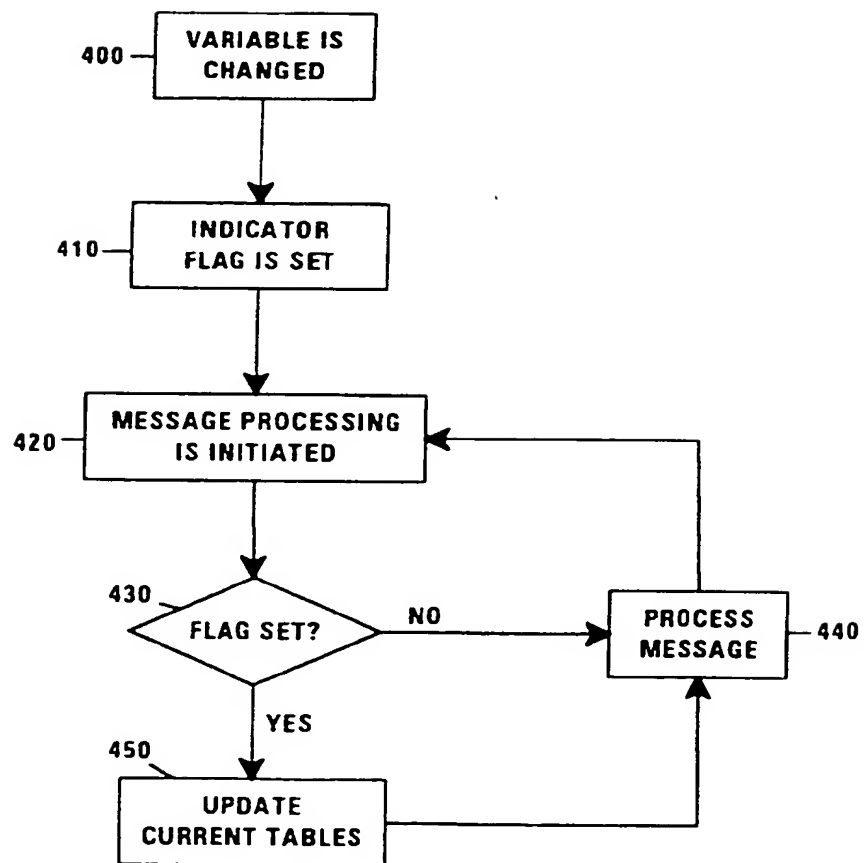 400
VARIABLE IS
CHANGED
410
INDICATOR
FLAG IS SET
420
MESSAGE PROCESSING
IS INITIATED
430
FLAG SET?
NO
PROCESS
MESSAGE
440
YES
450
UPDATE
CURRENT TABLES